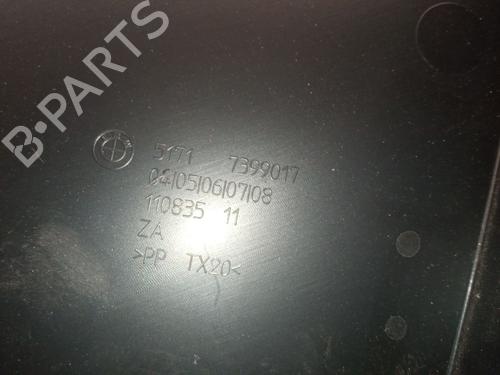 B-PARTS
5171 7399017
04|05|06|07|08
110835 11
ZA
>PP TX20<